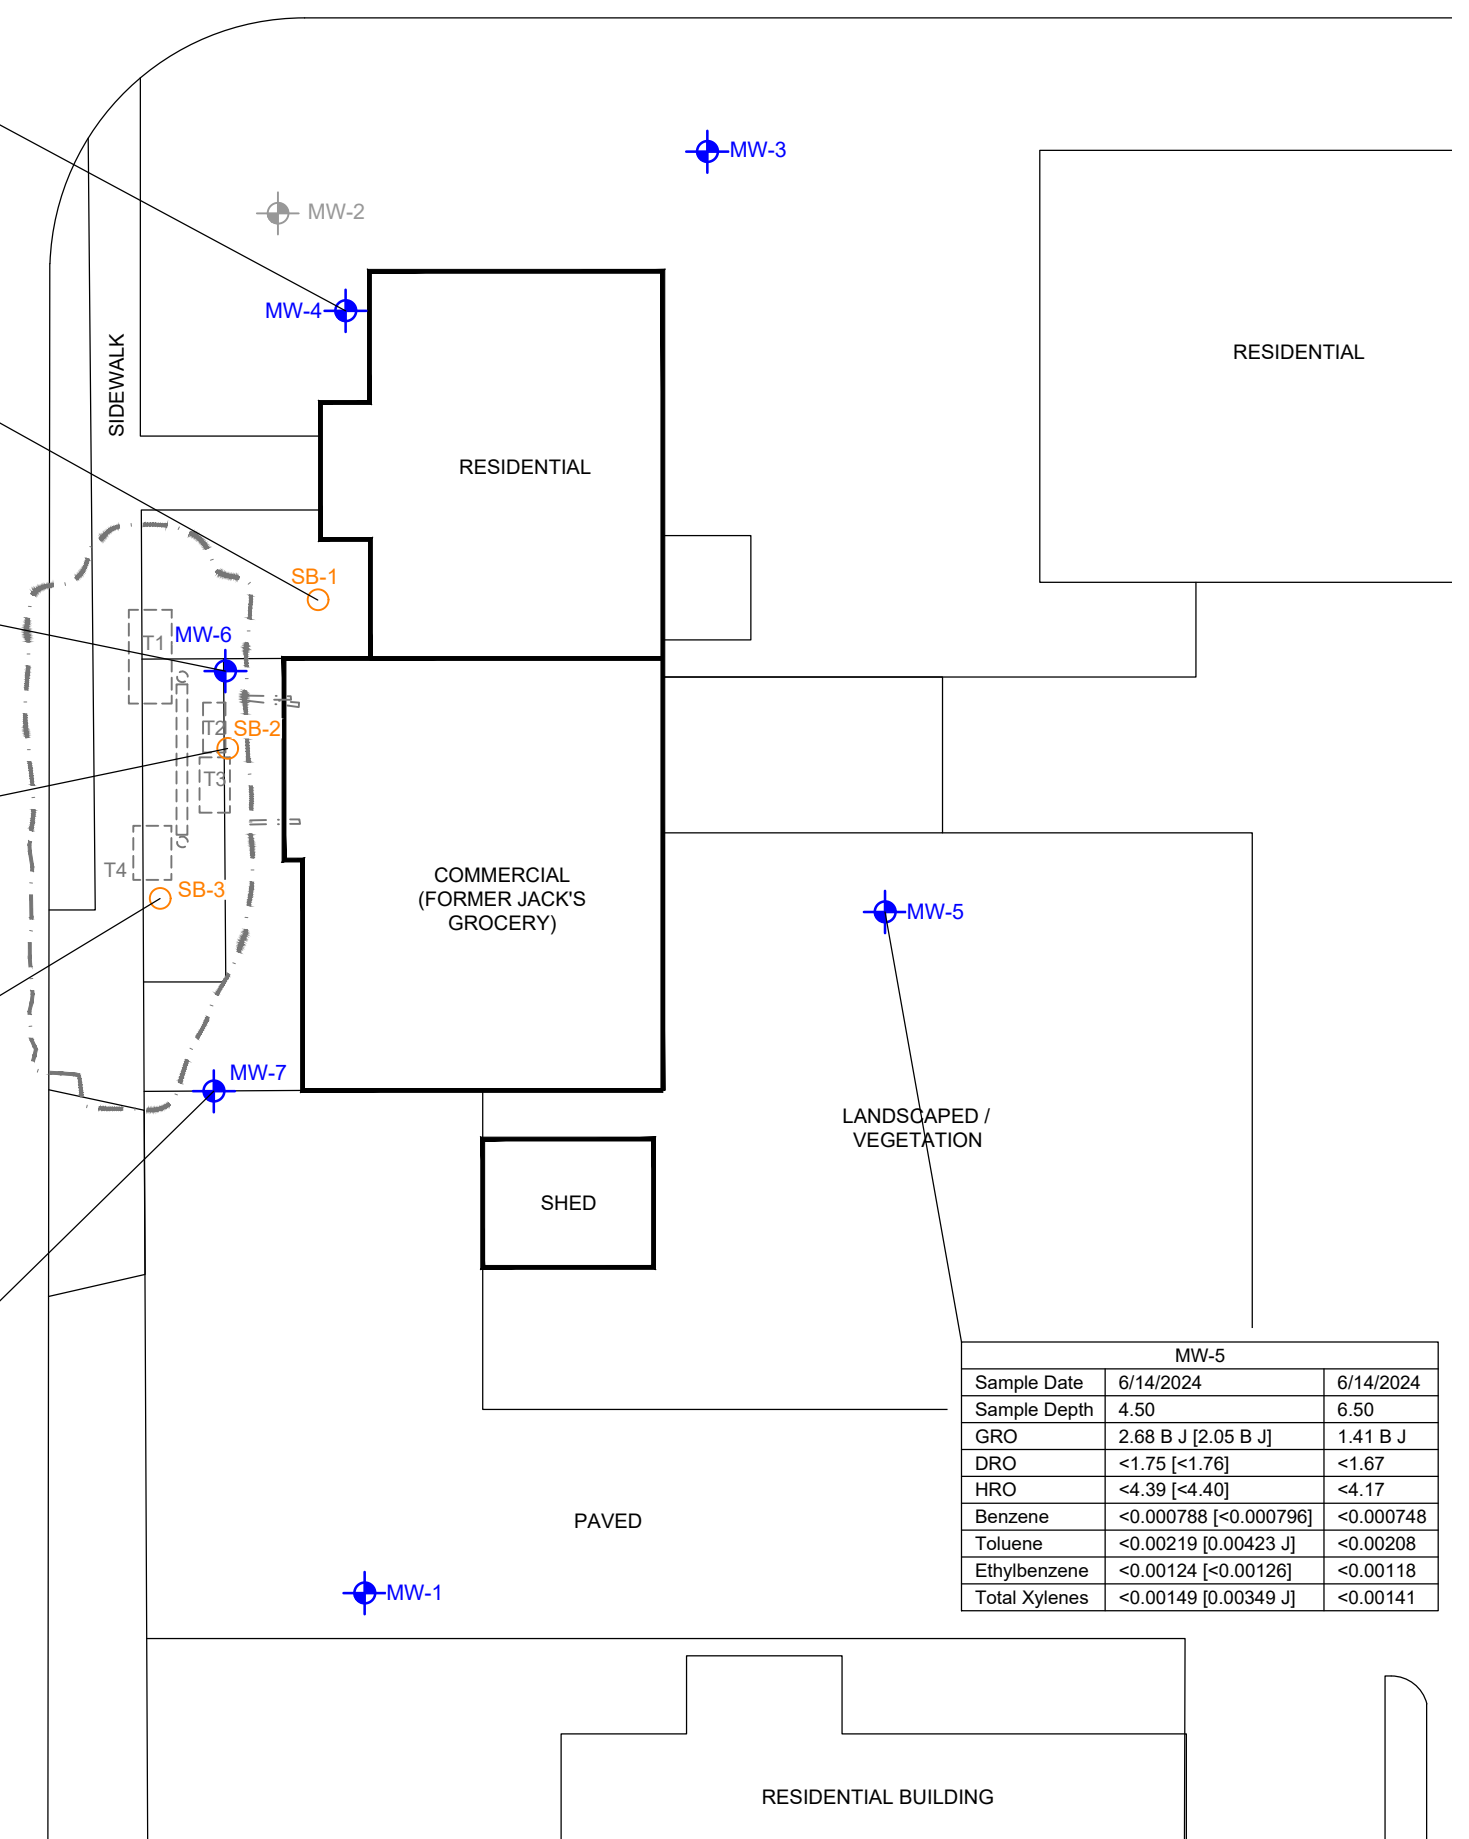 MW-3
MW-2
MW-4
SIDEWALK
RESIDENTIAL
RESIDENTIAL
SB-1
MW-6
T1
T2
SB-2
T3
T4
SB-3
COMMERCIAL
(FORMER JACK'S
GROCERY)
MW-5
MW-7
LANDSCAPED /
VEGETATION
SHED
MW-5
Sample Date 6/14/2024 6/14/2024
Sample Depth 4.50 6.50
GRO 2.68 B J [2.05 B J] 1.41 B J
DRO <1.75 [<1.76] <1.67
HRO <4.39 [<4.40] <4.17
Benzene <0.000788 [<0.000796] <0.000748
Toluene <0.00219 [0.00423 J] <0.00208
Ethylbenzene <0.00124 [<0.00126] <0.00118
Total Xylenes <0.00149 [0.00349 J] <0.00141
PAVED
MW-1
RESIDENTIAL BUILDING